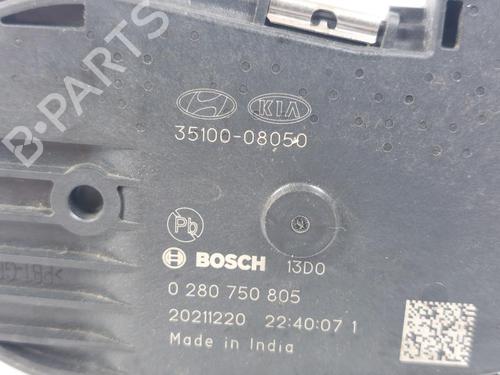 B-PARTS
KIA
35100-08050
Pb
BOSCH 13D0
0 280 750 805
20211220 22:40:07 1
Made in India